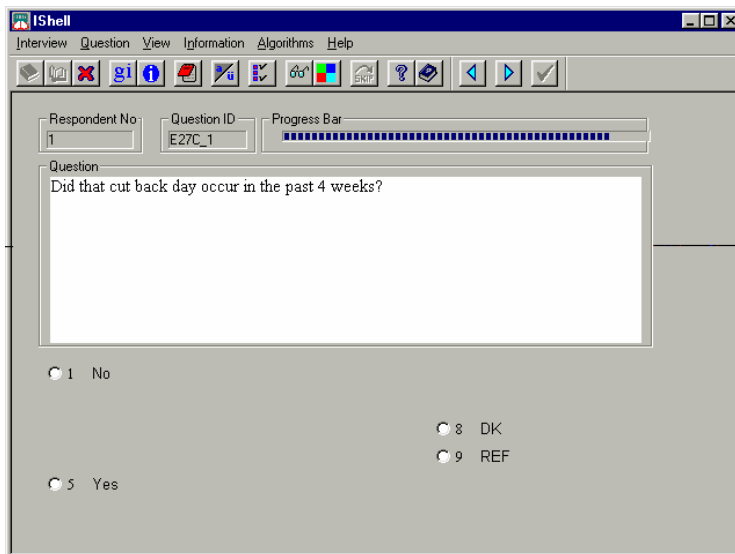 IShell
Interview Question View Information Algorithms Help
gi i a/ü SKIP ?
Respondent No Question ID Progress Bar
1 E27C_1
Question
Did that cut back day occur in the past 4 weeks?
1 No
8 DK
9 REF
5 Yes